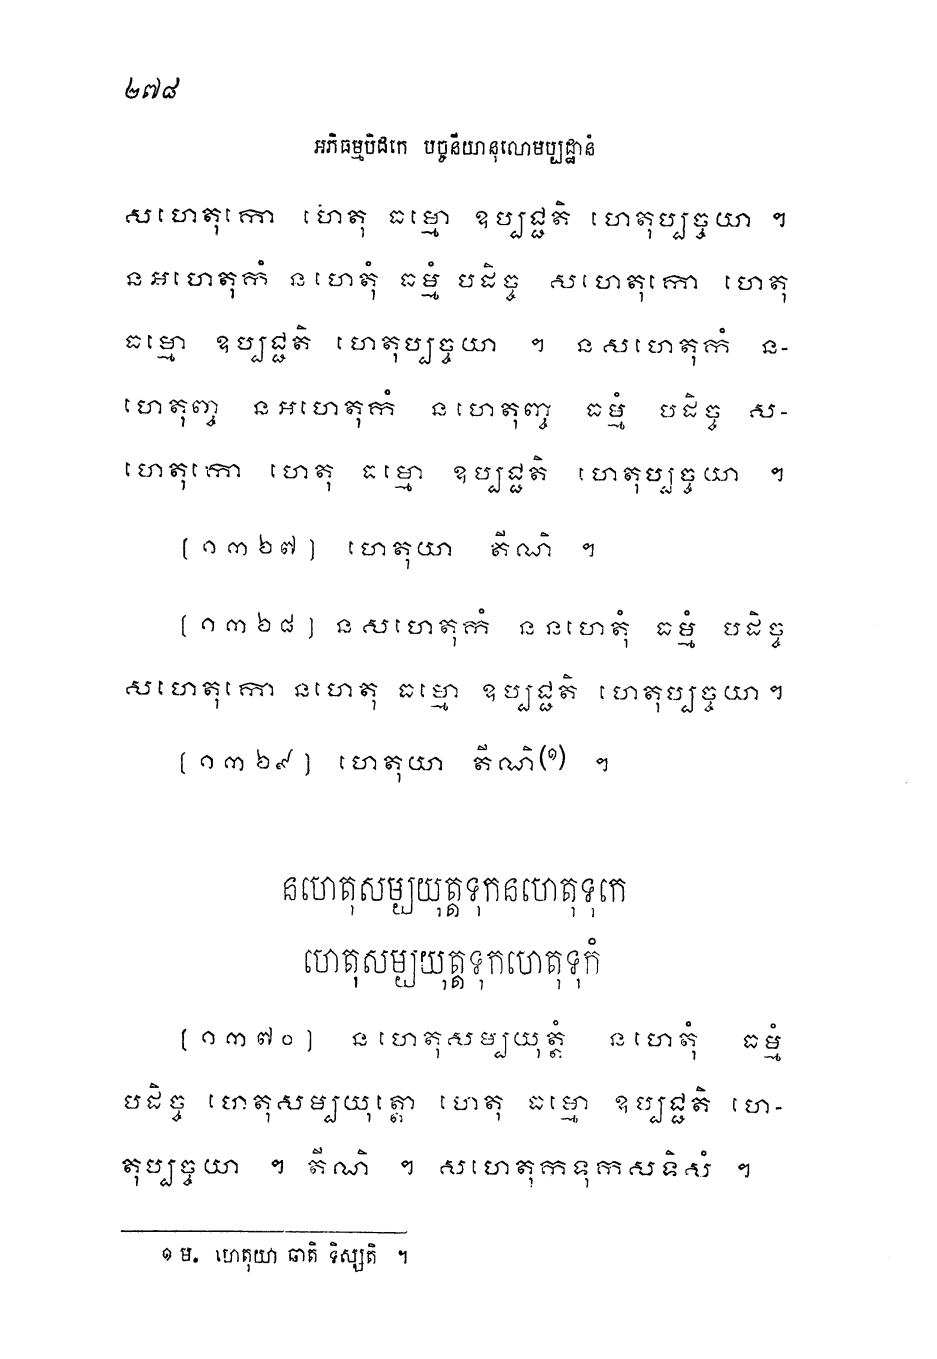 ២៧៨
អភិធម្មបិដកេ បច្ចនីយានុលោមប្បដ្ឋានំ
សហេតុកោ ហេតុ ធម្មោ ឧប្បជ្ជតិ ហេតុប្បច្ចយា ។
នអហេតុកំ នហេតុំ ធម្មំ បដិច្ច សហេតុកោ ហេតុ
ធម្មោ ឧប្បជ្ជតិ ហេតុប្បច្ចយា ។ នសហេតុកំ ន-
ហេតុញ្ច នអហេតុកំ នហេតុញ្ច ធម្មំ បដិច្ច ស-
ហេតុកោ ហេតុ ធម្មោ ឧប្បជ្ជតិ ហេតុប្បច្ចយា ។
[១៣២៧] ហេតុយា តីណិ ។
[១៣២៨] នសហេតុកំ ននហេតុំ ធម្មំ បដិច្ច
សហេតុកោ នហេតុ ធម្មោ ឧប្បជ្ជតិ ហេតុប្បច្ចយា ។
[១៣២៩] ហេតុយា តីណិ(១) ។
នហេតុសម្បយុត្តទុកនហេតុទុកេ
ហេតុសម្បយុត្តទុកហេតុទុកំ
[១៣៧០] នហេតុសម្បយុត្តំ នហេតុំ ធម្មំ
បដិច្ច ហេតុសម្បយុត្តោ ហេតុ ធម្មោ ឧប្បជ្ជតិ ហេ-
តុប្បច្ចយា ។ តីណិ ។ សហេតុកទុកសទិសំ ។
១ ម. ហេតុយា ធាតិ ទិស្សតិ ។